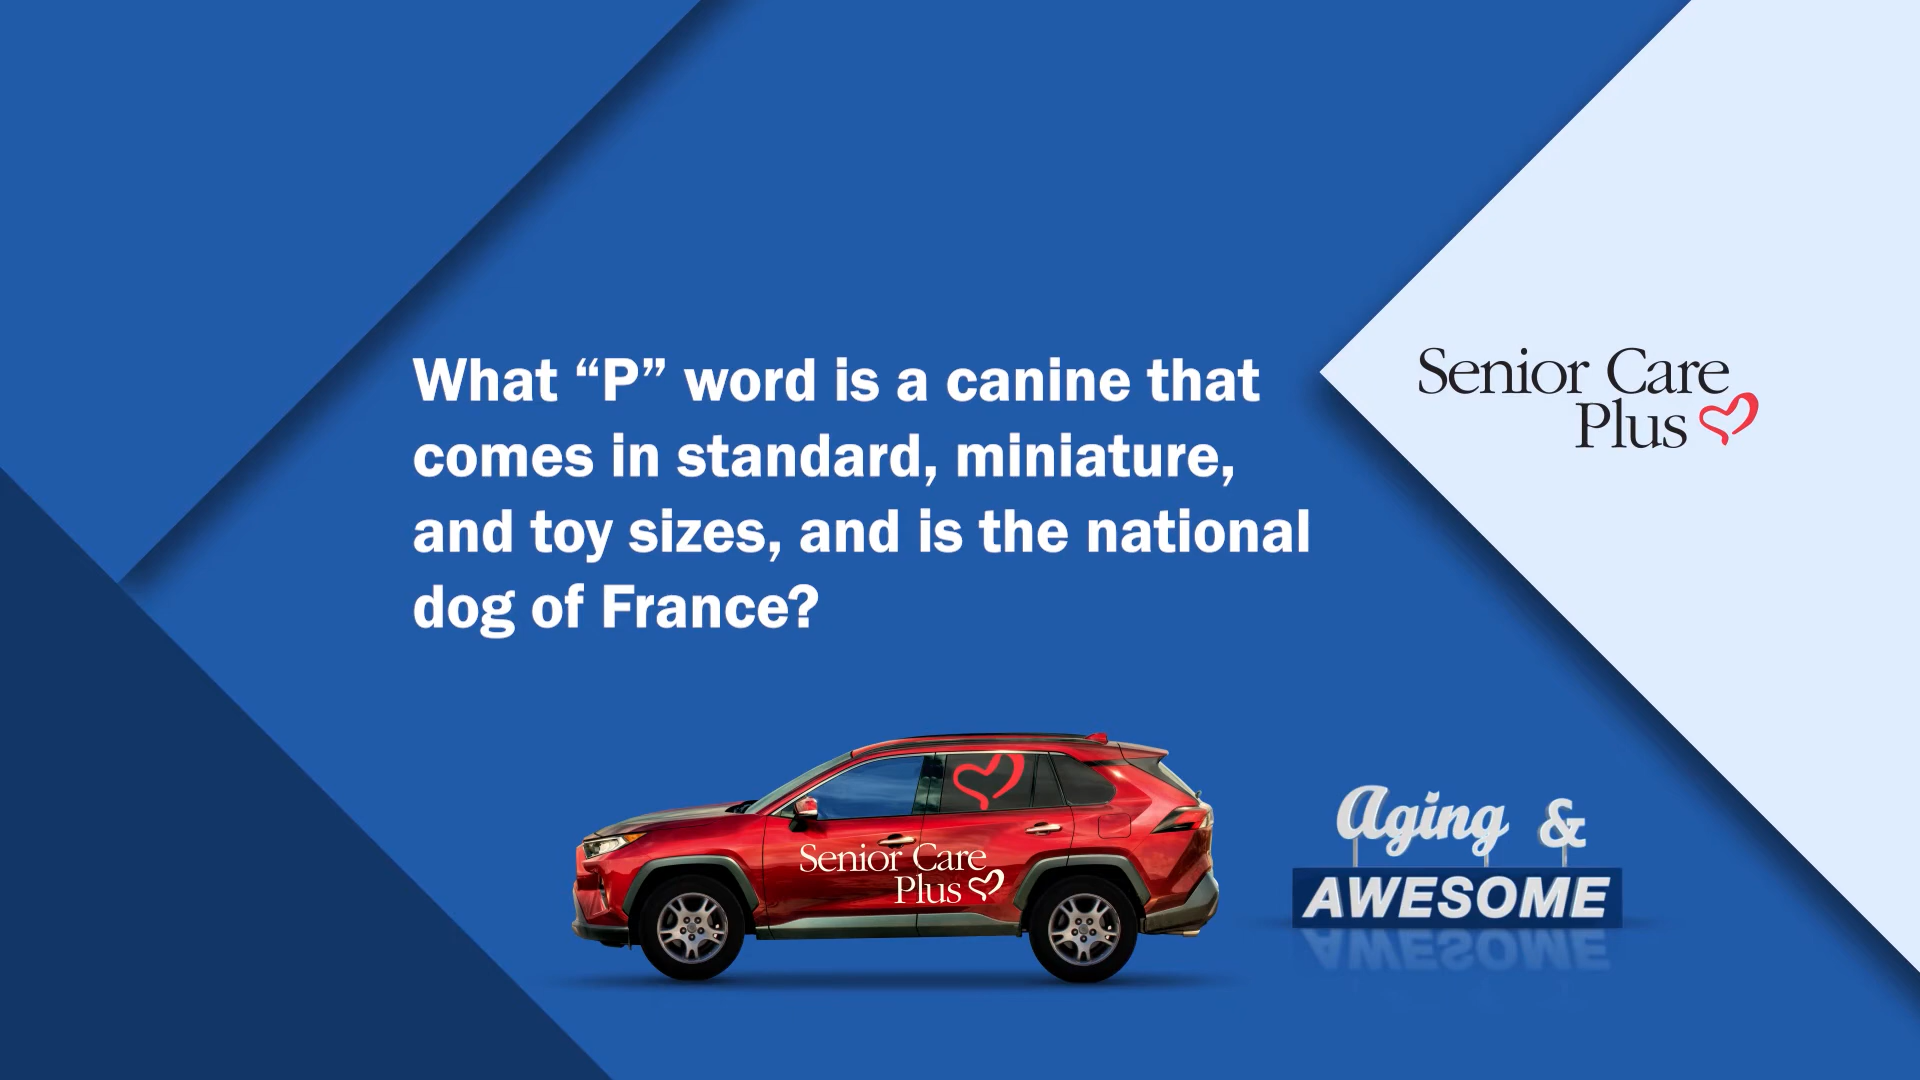 What “P” word is a canine that
comes in standard, miniature,
and toy sizes, and is the national
dog of France?
Senior Care
Plus
Senior Care
Plus
Aging &
AWESOME